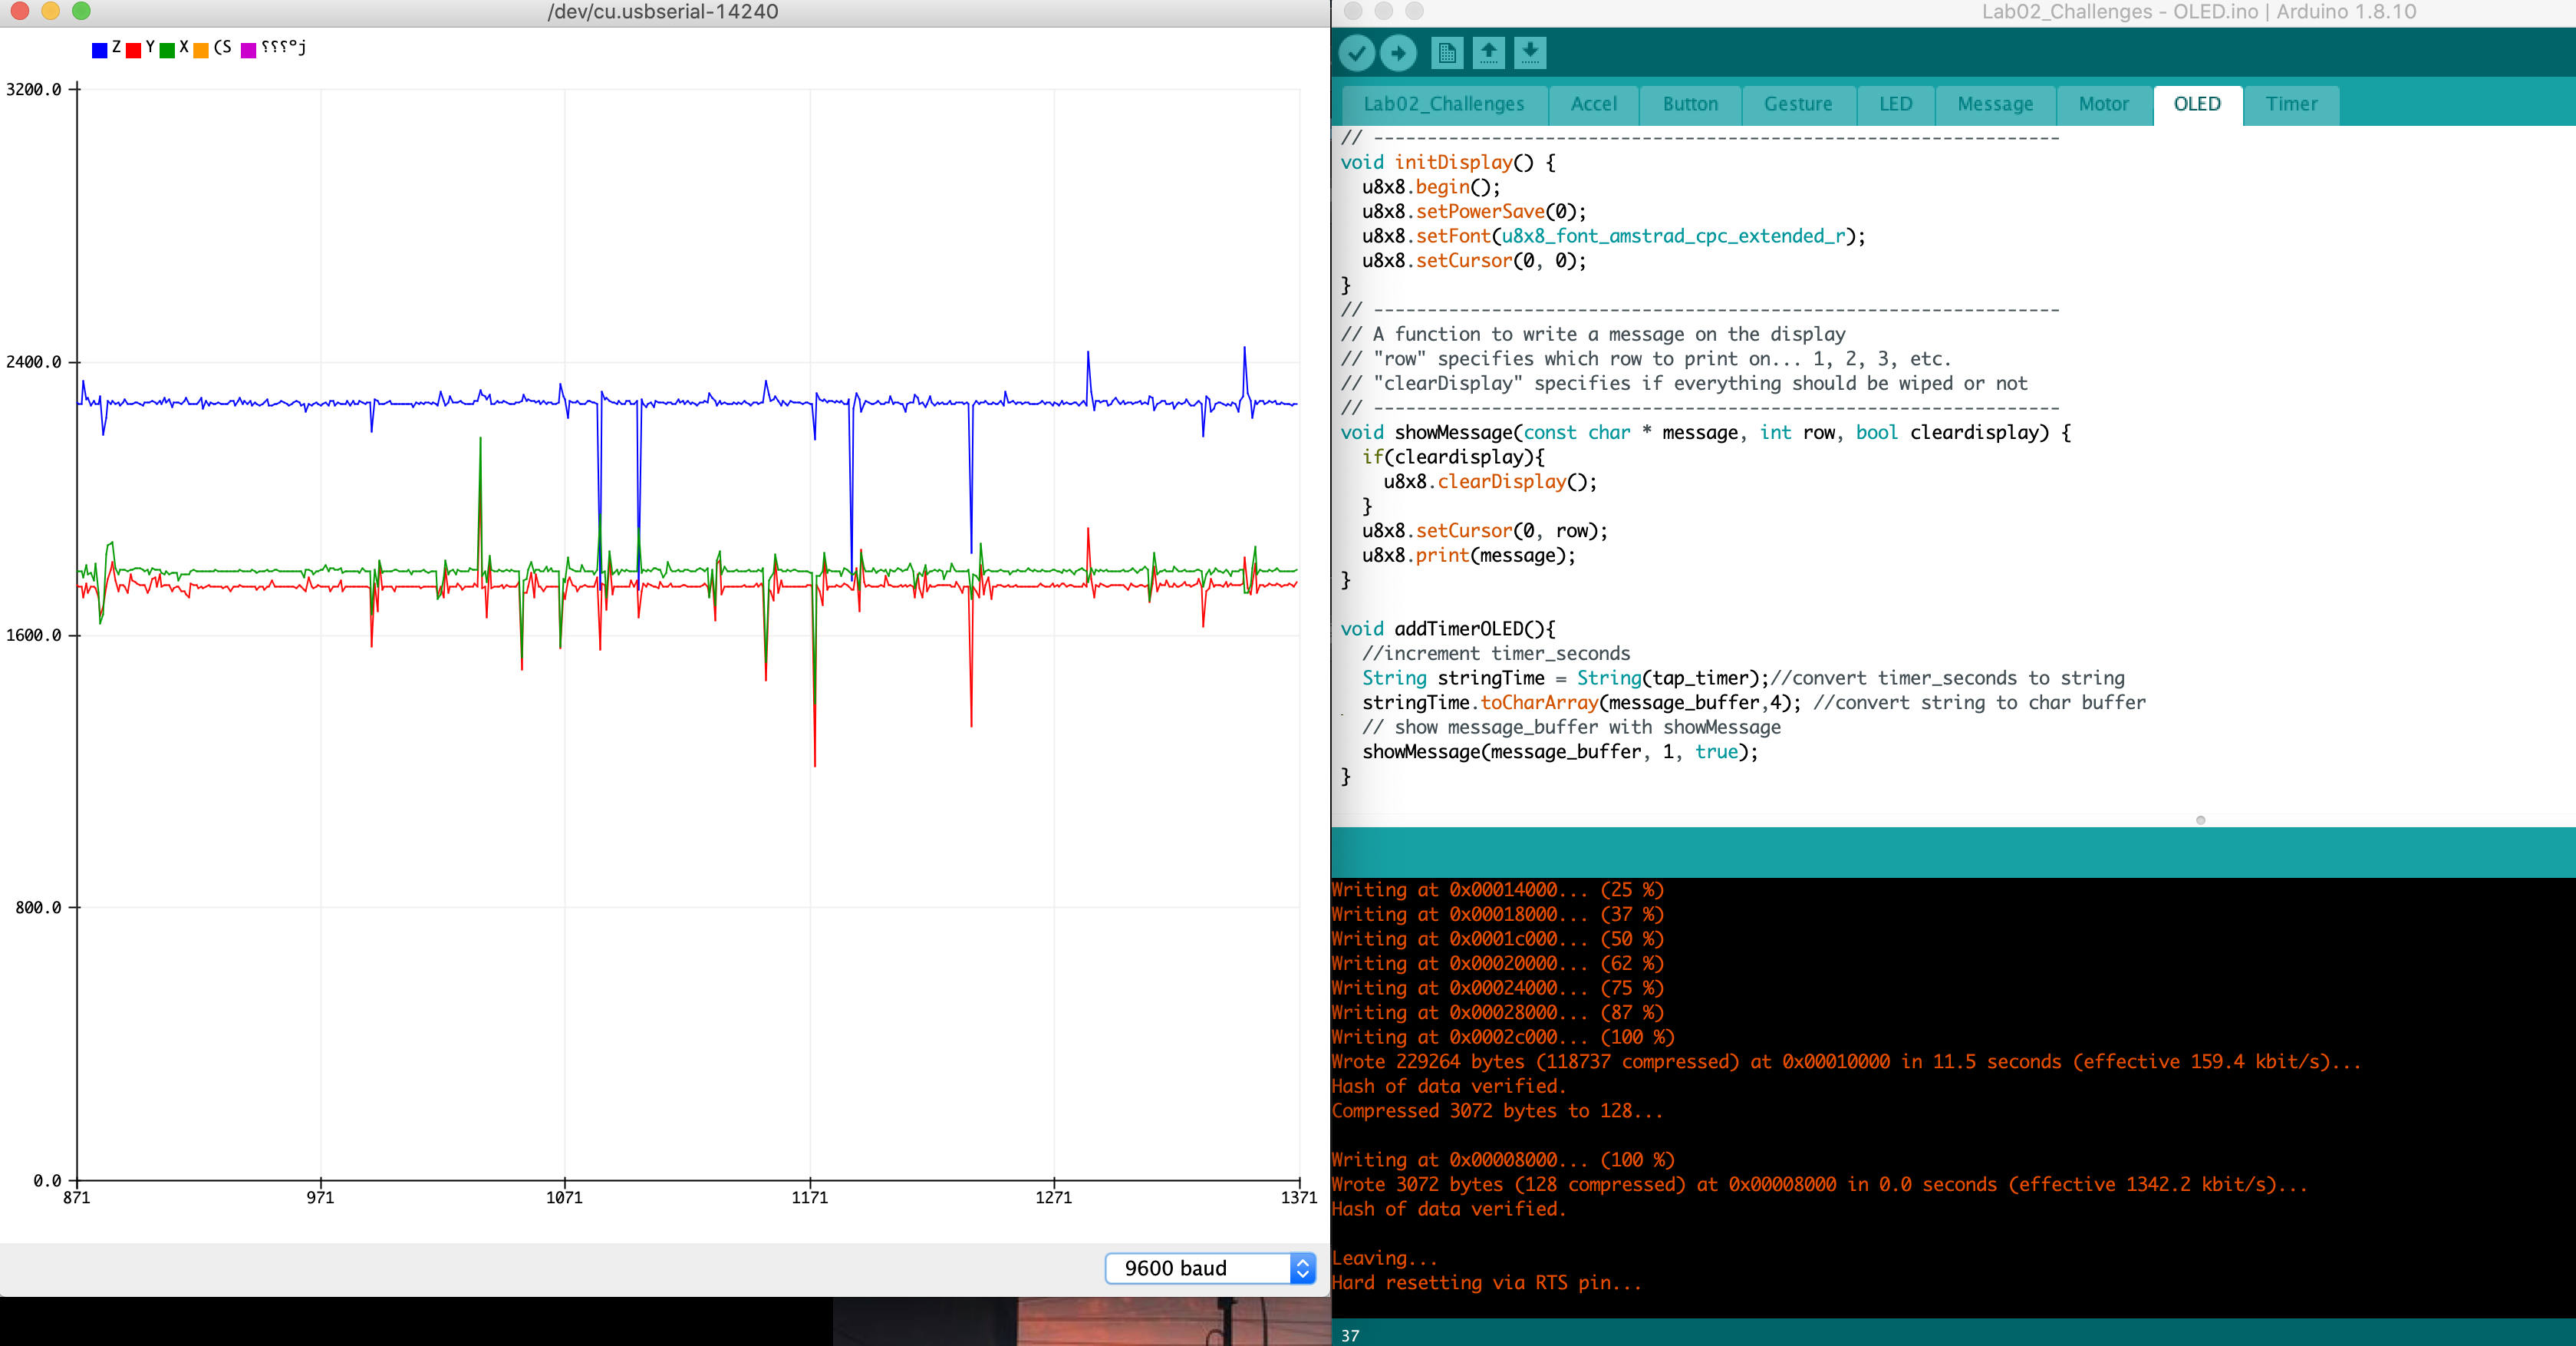 /dev/cu.usbserial-14240
Z Y X (S ⸮⸮⸮°j
3200.0
2400.0
1600.0
800.0
0.0
871 971 1071 1171 1271 1371
9600 baud
Lab02_Challenges - OLED.ino | Arduino 1.8.10
Lab02_Challenges Accel Button Gesture LED Message Motor OLED Timer
// ----------------------------------------------------------------
void initDisplay() {
  u8x8.begin();
  u8x8.setPowerSave(0);
  u8x8.setFont(u8x8_font_amstrad_cpc_extended_r);
  u8x8.setCursor(0, 0);
}
// ----------------------------------------------------------------
// A function to write a message on the display
// "row" specifies which row to print on... 1, 2, 3, etc.
// "clearDisplay" specifies if everything should be wiped or not
// ----------------------------------------------------------------
void showMessage(const char * message, int row, bool cleardisplay) {
  if(cleardisplay){
    u8x8.clearDisplay();
  }
  u8x8.setCursor(0, row);
  u8x8.print(message);
}
void addTimerOLED(){
  //increment timer_seconds
  String stringTime = String(tap_timer);//convert timer_seconds to string
  stringTime.toCharArray(message_buffer,4); //convert string to char buffer
  // show message_buffer with showMessage
  showMessage(message_buffer, 1, true);
}
Writing at 0x00014000... (25 %)
Writing at 0x00018000... (37 %)
Writing at 0x0001c000... (50 %)
Writing at 0x00020000... (62 %)
Writing at 0x00024000... (75 %)
Writing at 0x00028000... (87 %)
Writing at 0x0002c000... (100 %)
Wrote 229264 bytes (118737 compressed) at 0x00010000 in 11.5 seconds (effective 159.4 kbit/s)...
Hash of data verified.
Compressed 3072 bytes to 128...
Writing at 0x00008000... (100 %)
Wrote 3072 bytes (128 compressed) at 0x00008000 in 0.0 seconds (effective 1342.2 kbit/s)...
Hash of data verified.
Leaving...
Hard resetting via RTS pin...
37